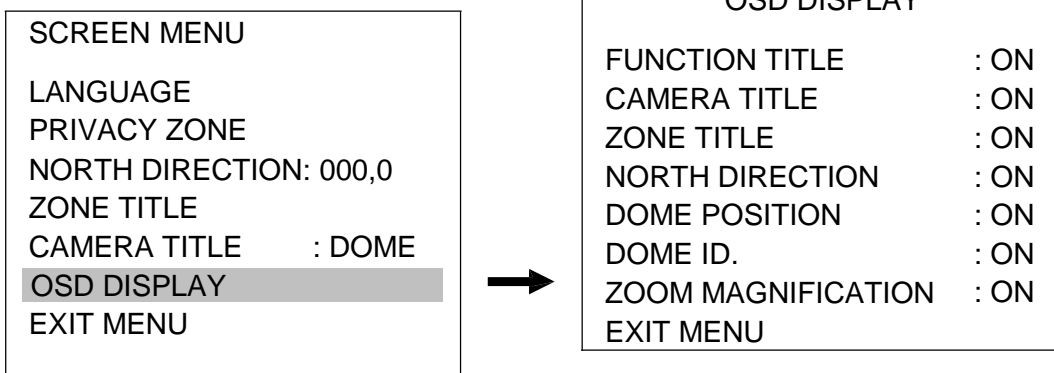 SCREEN MENU
LANGUAGE
PRIVACY ZONE
NORTH DIRECTION: 000,0
ZONE TITLE
CAMERA TITLE : DOME
OSD DISPLAY
EXIT MENU
OSD DISPLAY
FUNCTION TITLE : ON
CAMERA TITLE : ON
ZONE TITLE : ON
NORTH DIRECTION : ON
DOME POSITION : ON
DOME ID. : ON
ZOOM MAGNIFICATION : ON
EXIT MENU